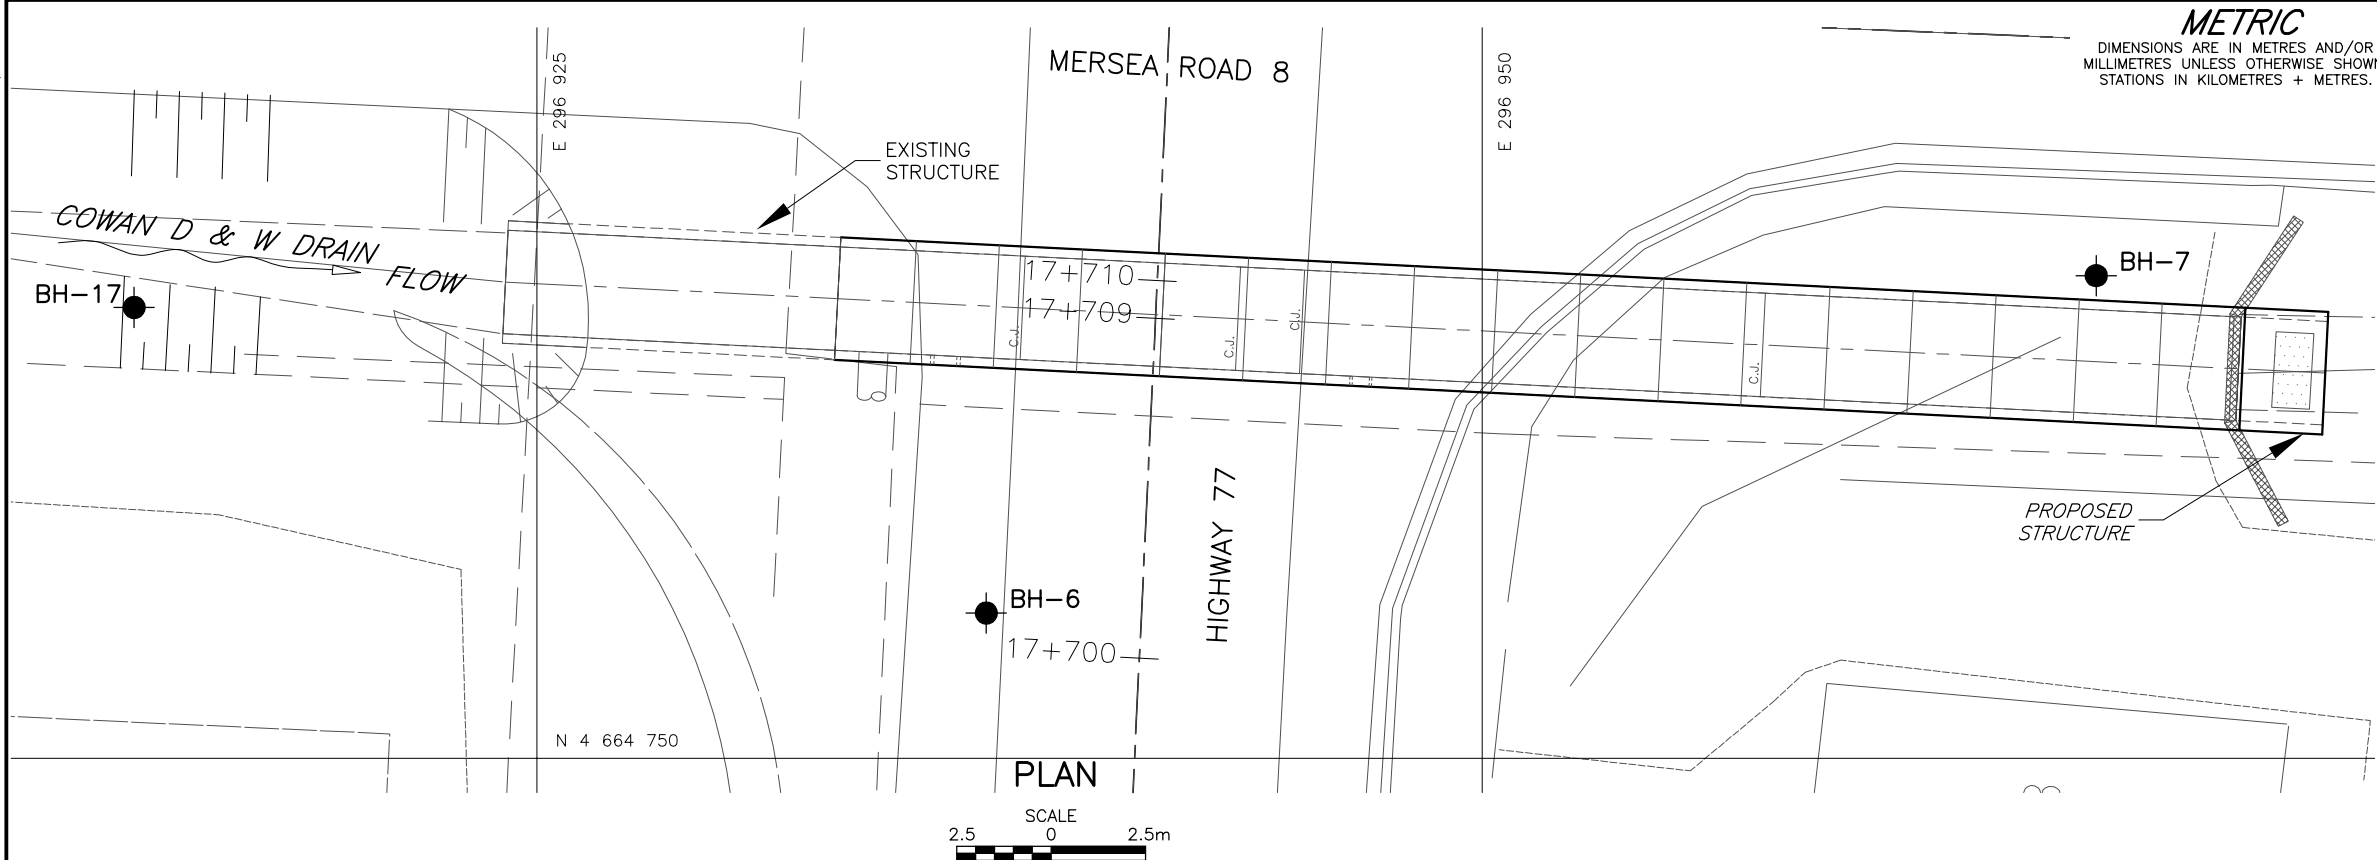 METRIC
DIMENSIONS ARE IN METRES AND/OR
MILLIMETRES UNLESS OTHERWISE SHOWN
STATIONS IN KILOMETRES + METRES.
MERSEA ROAD 8
E 296 925
E 296 950
EXISTING
STRUCTURE
COWAN D & W DRAIN
FLOW
BH-17
17+710
17+709
C.J.
C.J.
C.J.
C.J.
BH-7
HIGHWAY 77
PROPOSED
STRUCTURE
BH-6
17+700
N 4 664 750
PLAN
SCALE
2.5 0 2.5m